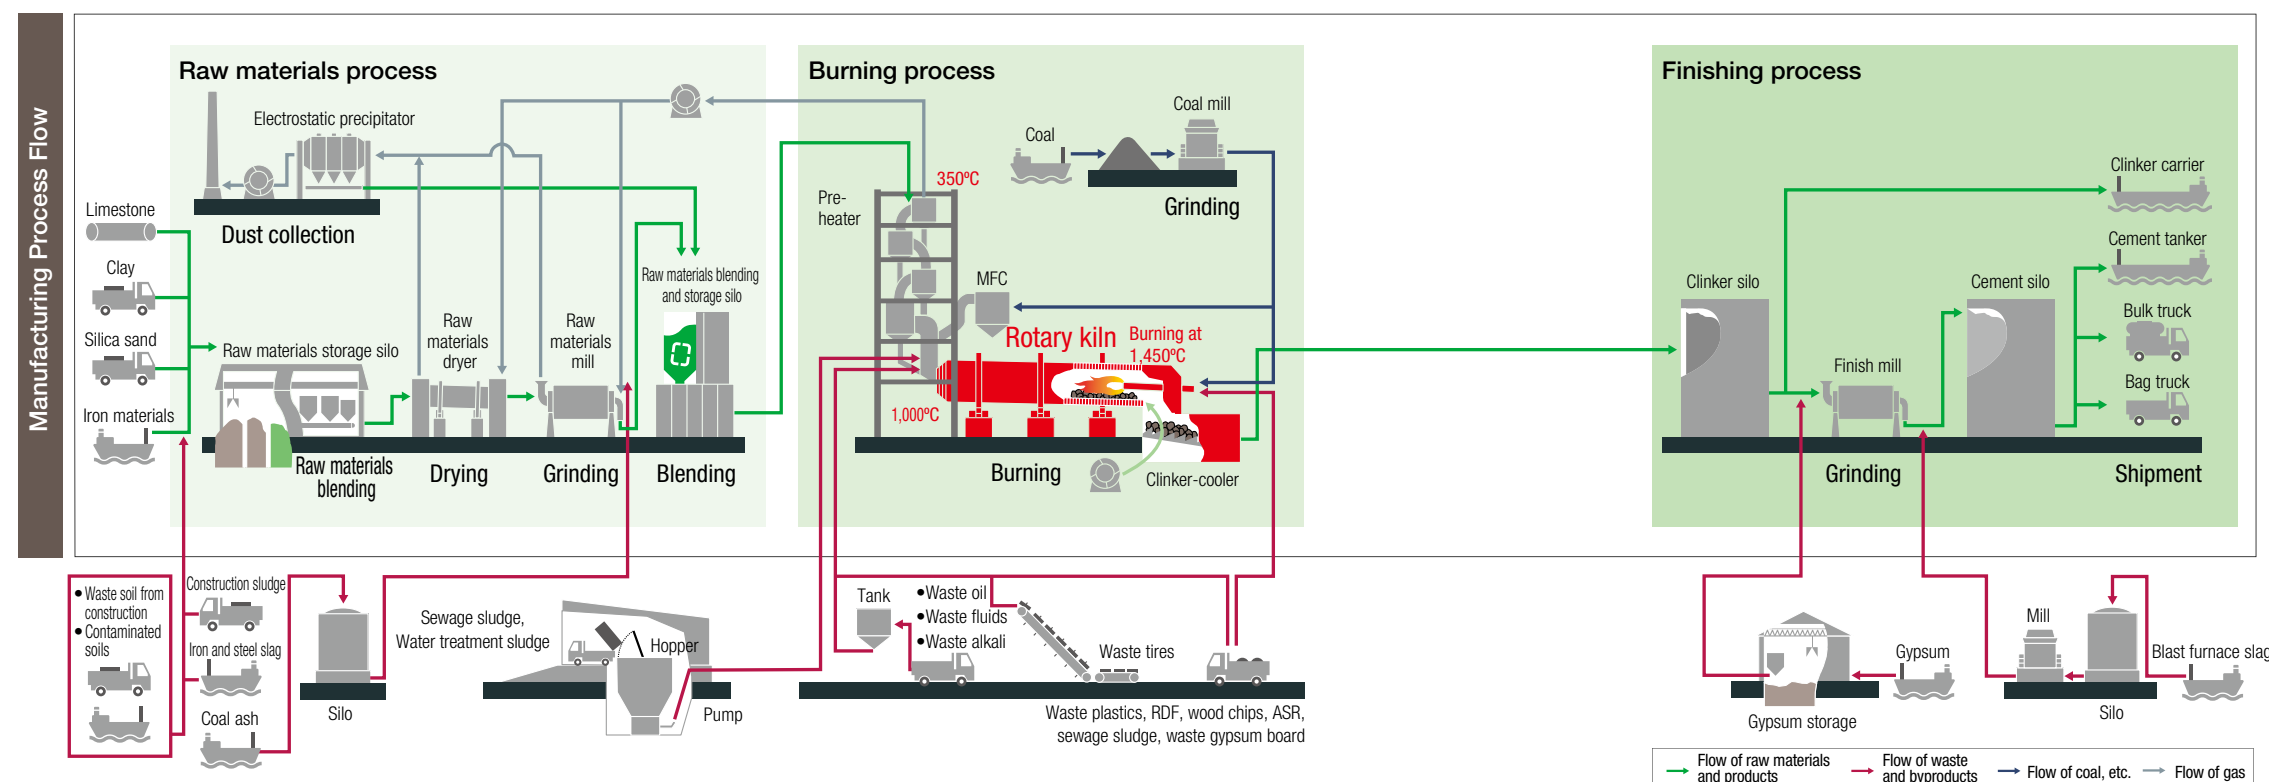 Manufacturing Process Flow
Raw materials process
Electrostatic precipitator
Dust collection
Limestone
Clay
Silica sand
Iron materials
Raw materials storage silo
Raw
materials
dryer
Raw
materials
mill
Raw materials blending
and storage silo
Raw materials
blending
Drying
Grinding
Blending
Burning process
Coal
Coal mill
Grinding
350ºC
Pre-
heater
MFC
Rotary kiln
Burning at
1,450ºC
1,000ºC
Burning
Clinker-cooler
Finishing process
Clinker silo
Finish mill
Cement silo
Clinker carrier
Cement tanker
Bulk truck
Bag truck
Grinding
Shipment
• Waste soil from
construction
• Contaminated
soils
Construction sludge
Iron and steel slag
Coal ash
Silo
Sewage sludge,
Water treatment sludge
Hopper
Pump
Tank
• Waste oil
• Waste fluids
• Waste alkali
Waste tires
Waste plastics, RDF, wood chips, ASR,
sewage sludge, waste gypsum board
Gypsum storage
Gypsum
Mill
Silo
Blast furnace slag
Flow of raw materials
and products
Flow of waste
and byproducts
Flow of coal, etc.
Flow of gas